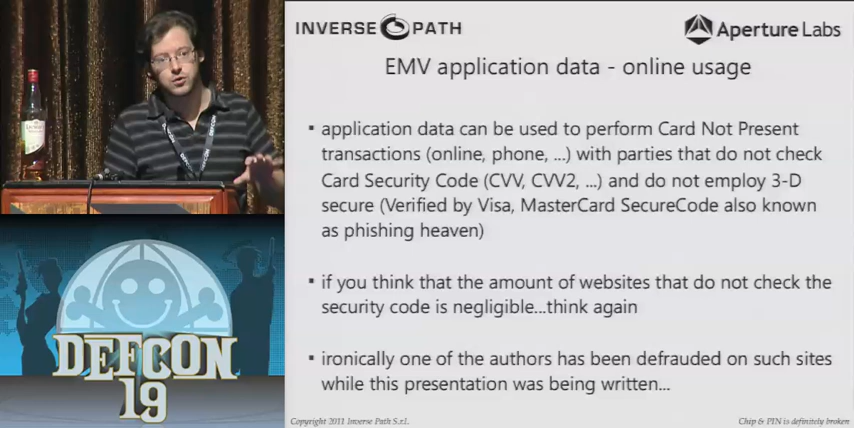 INVERSE PATH
Aperture Labs
EMV application data - online usage
▪ application data can be used to perform Card Not Present
transactions (online, phone, ...) with parties that do not check
Card Security Code (CVV, CVV2, ...) and do not employ 3-D
secure (Verified by Visa, MasterCard SecureCode also known
as phishing heaven)
▪ if you think that the amount of websites that do not check the
security code is negligible...think again
▪ ironically one of the authors has been defrauded on such sites
while this presentation was being written...
Copyright 2011 Inverse Path S.r.l.
Chip & PIN is definitely broken
DEFCON
19
DEFCON